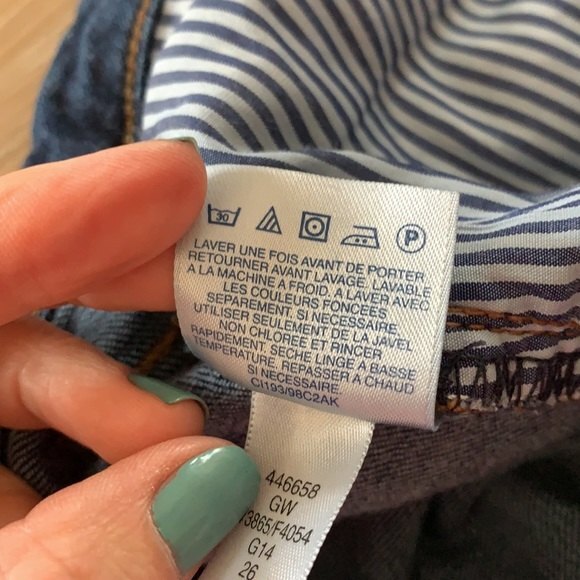 30 P
LAVER UNE FOIS AVANT DE PORTER,
RETOURNER AVANT LAVAGE. LAVABLE
A LA MACHINE A FROID. A LAVER AVEC
LES COULEURS FONCEES
SEPAREMENT. SI NECESSAIRE,
UTILISER SEULEMENT DE LA JAVEL
NON CHLOREE ET RINCER
RAPIDEMENT. SECHE LINGE A BASSE
TEMPERATURE. REPASSER A CHAUD
SI NECESSAIRE
CI193/98C2AK
446658
GW
3865/F4054
G14
26